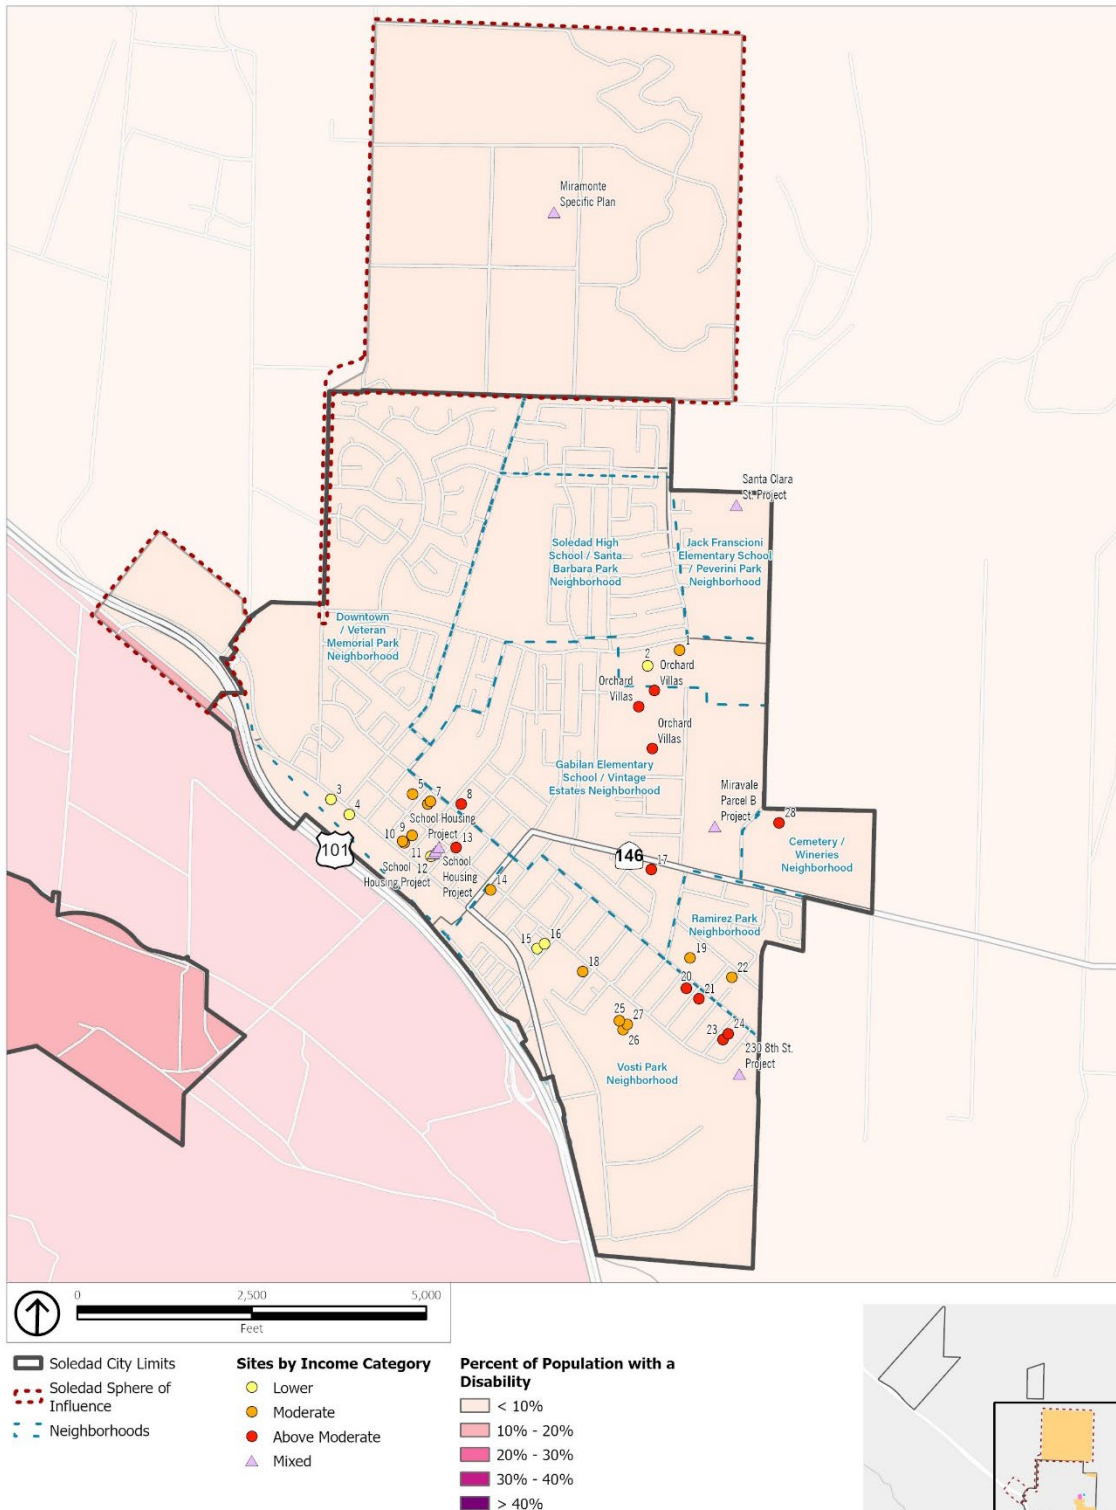 Miramonte
Specific Plan
Santa Clara
St. Project
Soledad High
School / Santa
Barbara Park
Neighborhood
Jack Franscioni
Elementary School
/ Peverini Park
Neighborhood
Downtown
/ Veteran
Memorial Park
Neighborhood
1
2
Orchard
Villas
Orchard
Villas
Orchard
Villas
Gabilan Elementary
School / Vintage
Estates Neighborhood
Miravale
Parcel B
Project
28
Cemetery /
Wineries
Neighborhood
3
4
5
7
8
School Housing
Project
9
10
11
12
13
School
Housing Project
School
Housing
Project
101
146
14
17
Ramirez Park
Neighborhood
15
16
18
19
20
21
22
23
24
25
26
27
230 8th St.
Project
Vosti Park
Neighborhood
0
2,500
5,000
Feet
Soledad City Limits
Soledad Sphere of
Influence
Neighborhoods
Sites by Income Category
Lower
Moderate
Above Moderate
Mixed
Percent of Population with a
Disability
< 10%
10% - 20%
20% - 30%
30% - 40%
> 40%